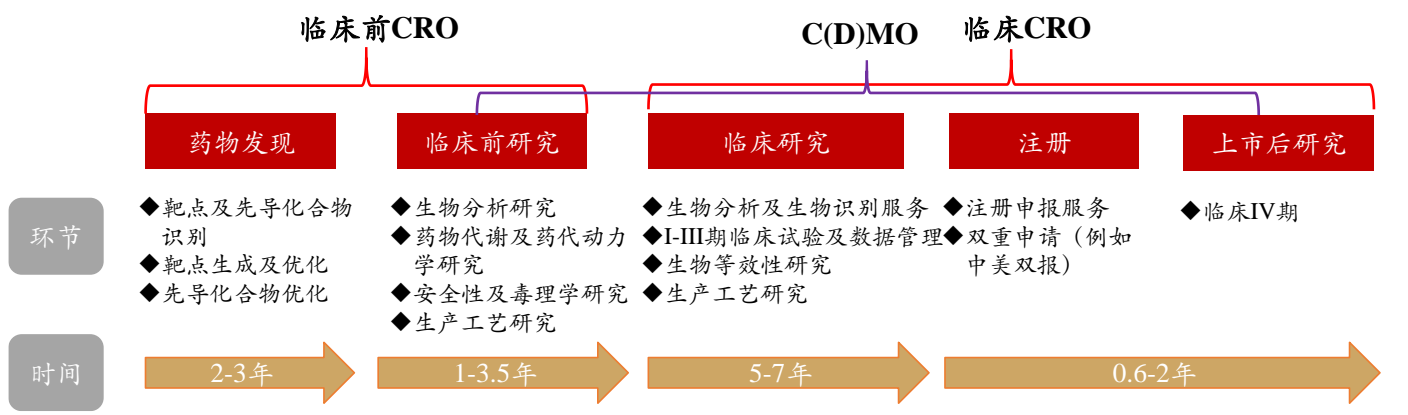 临床前CRO
C(D)MO
临床CRO
药物发现
临床前研究
临床研究
注册
上市后研究
环节
◆靶点及先导化合物
识别
◆靶点生成及优化
◆先导化合物优化
◆生物分析研究
◆药物代谢及药代动力
学研究
◆安全性及毒理学研究
◆生产工艺研究
◆生物分析及生物识别服务
◆I-III期临床试验及数据管理
◆生物等效性研究
◆生产工艺研究
◆注册申报服务
◆双重申请（例如
中美双报）
◆临床IV期
时间
2-3年
1-3.5年
5-7年
0.6-2年